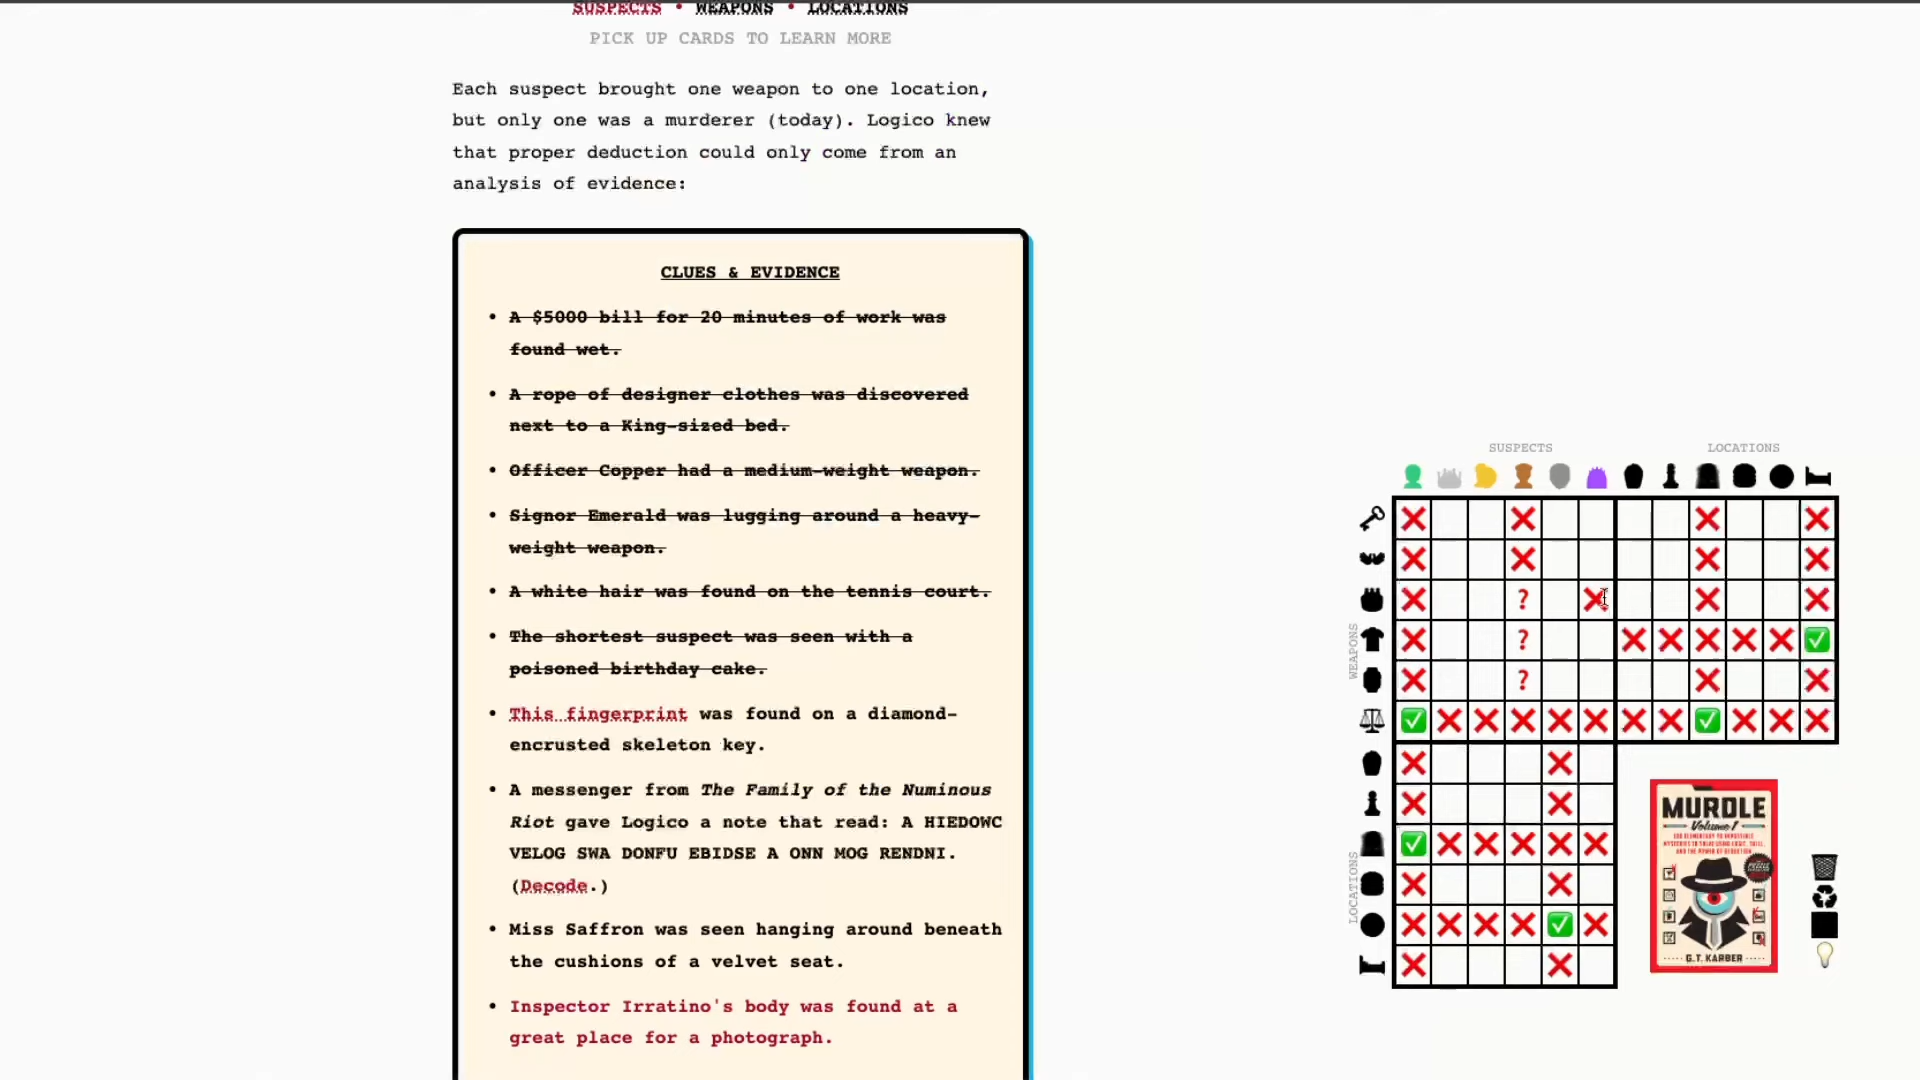 SUSPECTS • WEAPONS • LOCATIONS
PICK UP CARDS TO LEARN MORE
Each suspect brought one weapon to one location,
but only one was a murderer (today). Logico knew
that proper deduction could only come from an
analysis of evidence:
CLUES & EVIDENCE
• A $5000 bill for 20 minutes of work was
found wet.
• A rope of designer clothes was discovered
next to a King-sized bed.
• Officer Copper had a medium-weight weapon.
• Signor Emerald was lugging around a heavy-
weight weapon.
• A white hair was found on the tennis court.
• The shortest suspect was seen with a
poisoned birthday cake.
• This fingerprint was found on a diamond-
encrusted skeleton key.
• A messenger from The Family of the Numinous
Riot gave Logico a note that read: A HIEDOWC
VELOG SWA DONFU EBIDSE A ONN MOG RENDNI.
(Decode.)
• Miss Saffron was seen hanging around beneath
the cushions of a velvet seat.
• Inspector Irratino's body was found at a
great place for a photograph.
SUSPECTS
LOCATIONS
WEAPONS
? 
?
?
LOCATIONS
MURDLE
Volume 1
G.T. KARBER